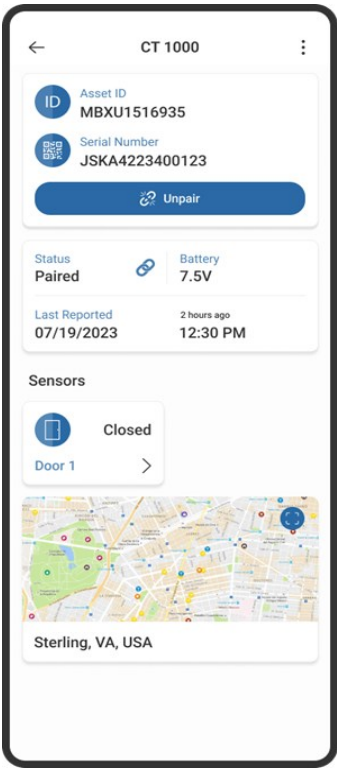 CT 1000
ID
Asset ID
MBXU1516935
Serial Number
JSKA4223400123
Unpair
Status
Paired
Battery
7.5V
Last Reported
07/19/2023
2 hours ago
12:30 PM
Sensors
Closed
Door 1
Sterling, VA, USA